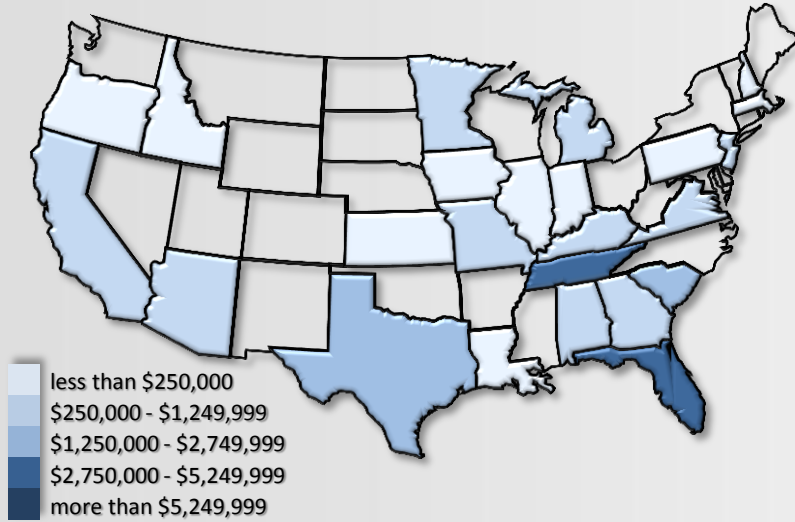 less than $250,000
$250,000 - $1,249,999
$1,250,000 - $2,749,999
$2,750,000 - $5,249,999
more than $5,249,999